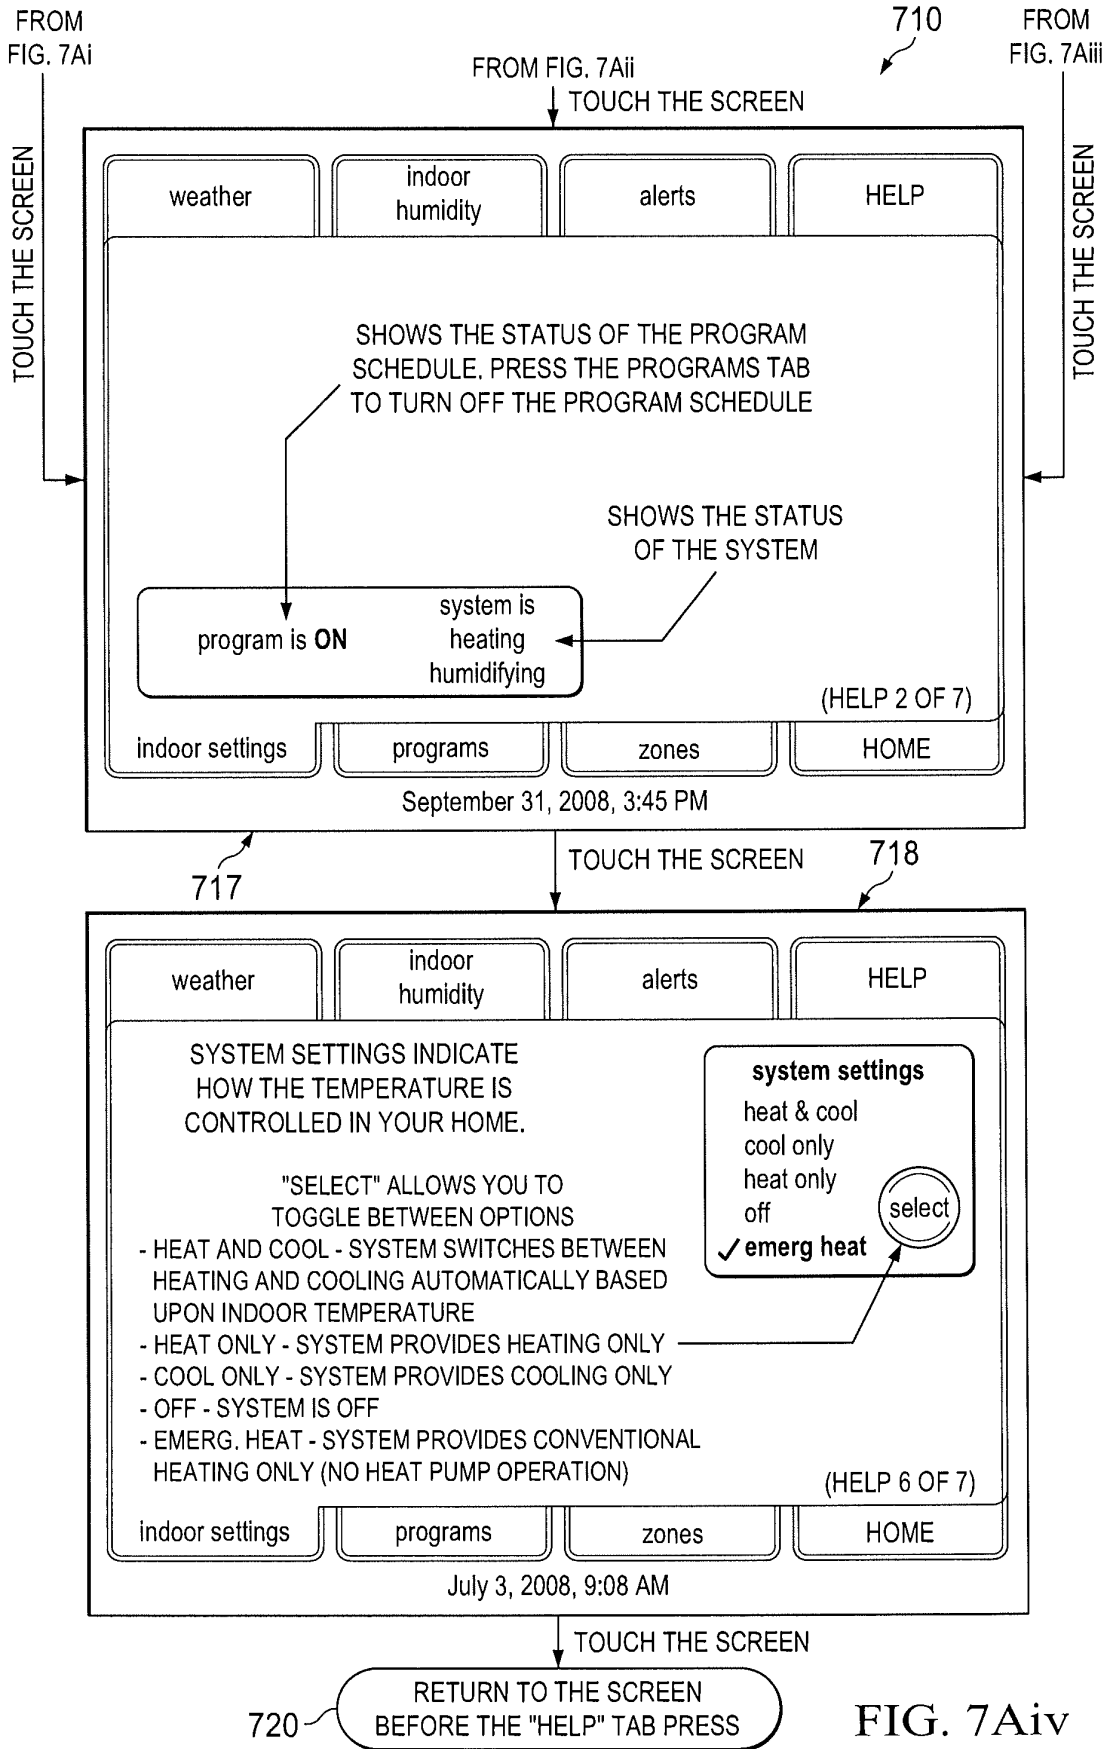 FROM
FIG. 7Ai
710
FROM
FIG. 7Aiii
FROM FIG. 7Aii
TOUCH THE SCREEN
TOUCH THE SCREEN
TOUCH THE SCREEN
weather
indoor
humidity
alerts
HELP
SHOWS THE STATUS OF THE PROGRAM
SCHEDULE. PRESS THE PROGRAMS TAB
TO TURN OFF THE PROGRAM SCHEDULE
SHOWS THE STATUS
OF THE SYSTEM
program is ON
system is
heating
humidifying
(HELP 2 OF 7)
indoor settings
programs
zones
HOME
September 31, 2008, 3:45 PM
717
TOUCH THE SCREEN
718
weather
indoor
humidity
alerts
HELP
SYSTEM SETTINGS INDICATE
HOW THE TEMPERATURE IS
CONTROLLED IN YOUR HOME.
"SELECT" ALLOWS YOU TO
TOGGLE BETWEEN OPTIONS
- HEAT AND COOL - SYSTEM SWITCHES BETWEEN
HEATING AND COOLING AUTOMATICALLY BASED
UPON INDOOR TEMPERATURE
- HEAT ONLY - SYSTEM PROVIDES HEATING ONLY
- COOL ONLY - SYSTEM PROVIDES COOLING ONLY
- OFF - SYSTEM IS OFF
- EMERG. HEAT - SYSTEM PROVIDES CONVENTIONAL
HEATING ONLY (NO HEAT PUMP OPERATION)
system settings
heat & cool
cool only
heat only
off
✓ emerg heat
select
(HELP 6 OF 7)
indoor settings
programs
zones
HOME
July 3, 2008, 9:08 AM
TOUCH THE SCREEN
720
RETURN TO THE SCREEN
BEFORE THE "HELP" TAB PRESS
FIG. 7Aiv